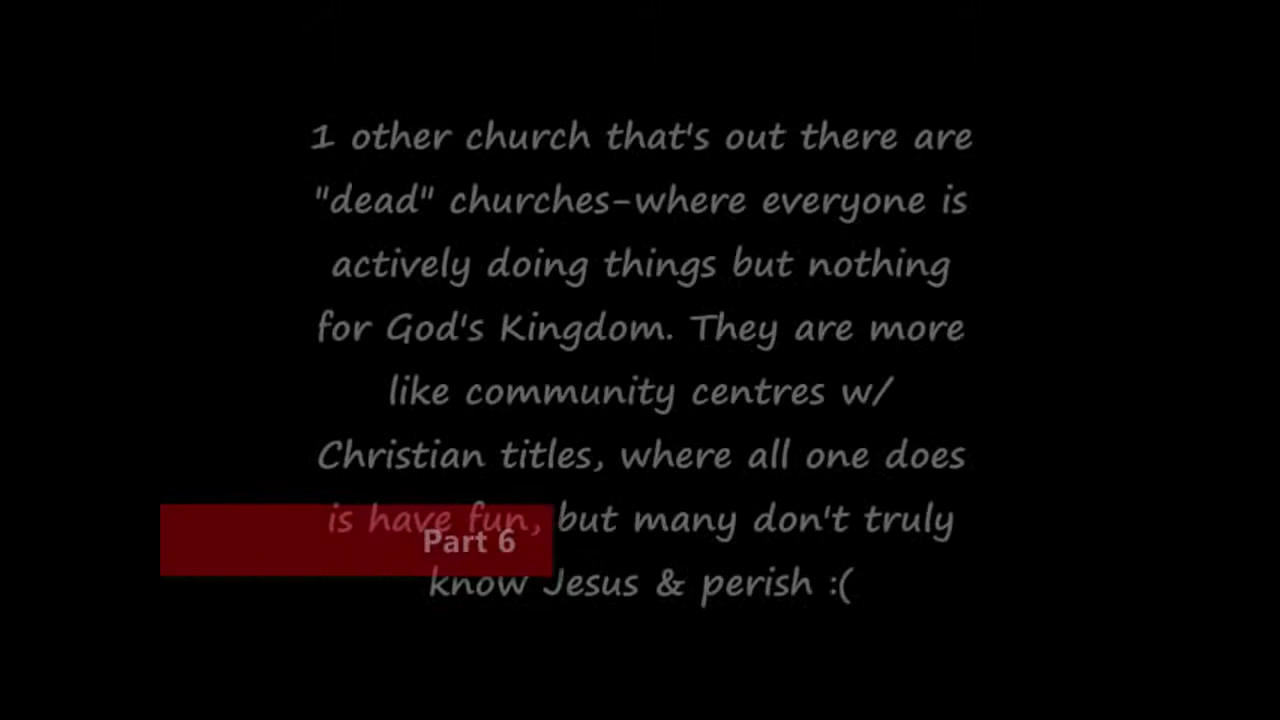 1 other church that's out there are
"dead" churches-where everyone is
actively doing things but nothing
for God's Kingdom. They are more
like community centres w/
Christian titles, where all one does
is have fun, but many don't truly
Part 6
know Jesus & perish :(